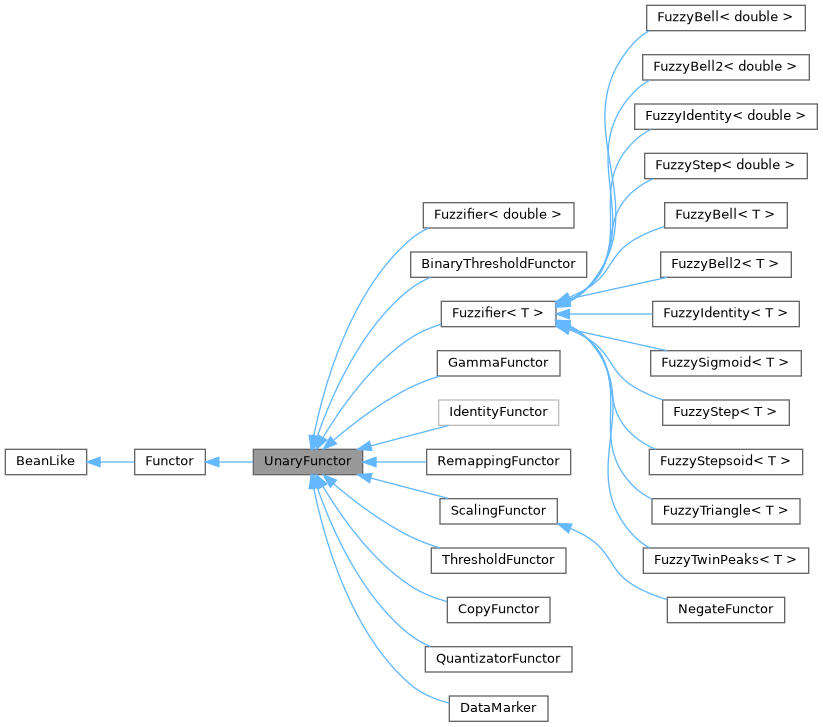 FuzzyBell< double >
FuzzyBell2< double >
FuzzyIdentity< double >
FuzzyStep< double >
Fuzzifier< double >
FuzzyBell< T >
BinaryThresholdFunctor
FuzzyBell2< T >
Fuzzifier< T >
FuzzyIdentity< T >
GammaFunctor
FuzzySigmoid< T >
IdentityFunctor
FuzzyStep< T >
BeanLike
Functor
UnaryFunctor
RemappingFunctor
FuzzyStepsoid< T >
ScalingFunctor
FuzzyTriangle< T >
ThresholdFunctor
FuzzyTwinPeaks< T >
CopyFunctor
NegateFunctor
QuantizatorFunctor
DataMarker